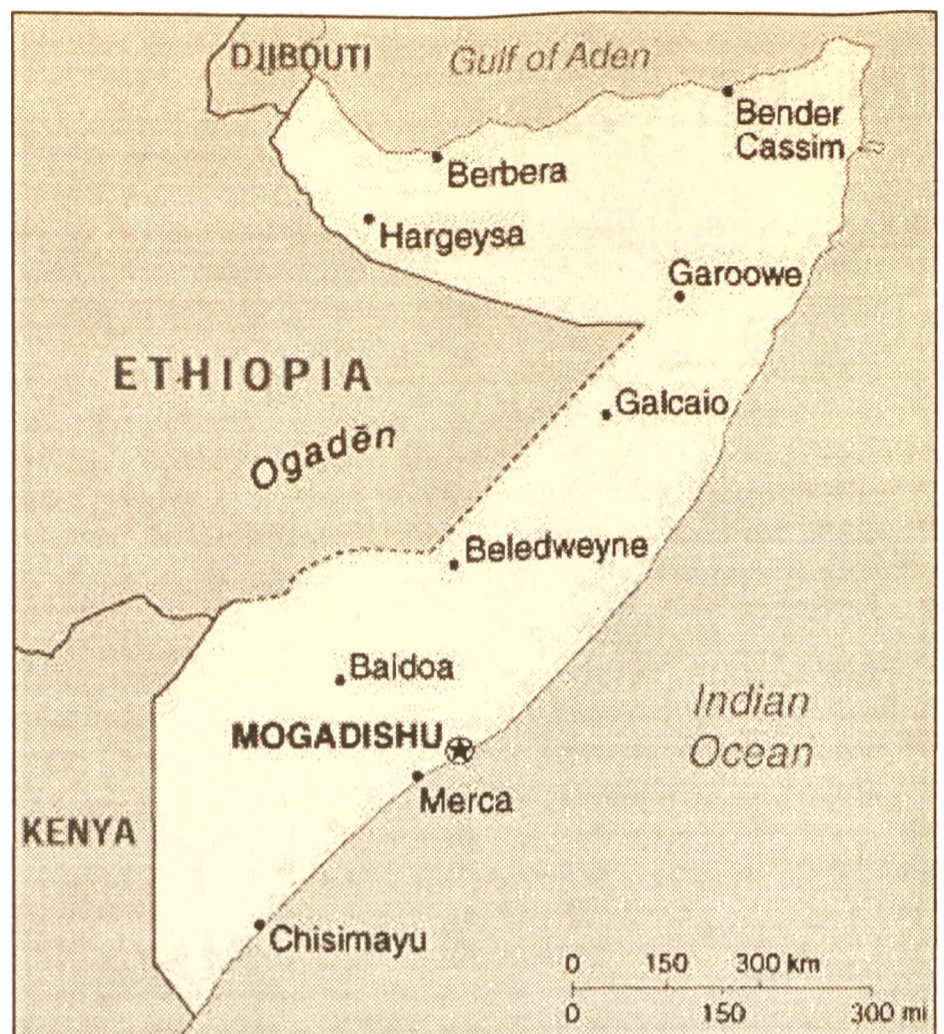 DJIBOUTI
Gulf of Aden
Bender
Cassim
Berbera
Hargeysa
Garoowe
ETHIOPIA
Galcaio
Ogadēn
Beledweyne
Baidoa
Indian
Ocean
MOGADISHU
Merca
KENYA
Chisimayu
0 150 300 km
0 150 300 mi